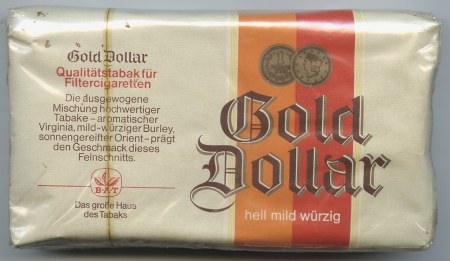 Gold Dollar
Qualitätstabak für
Filtercigaretten
Die ausgewogene
Mischung hochwertiger
Tabake – aromatischer
Virginia, mild-würziger Burley,
sonnengereifter Orient – prägt
den Geschmack dieses
Feinschnitts.
B·A·T
Das große Haus
des Tabaks
1
Gold
Dollar
hell mild würzig